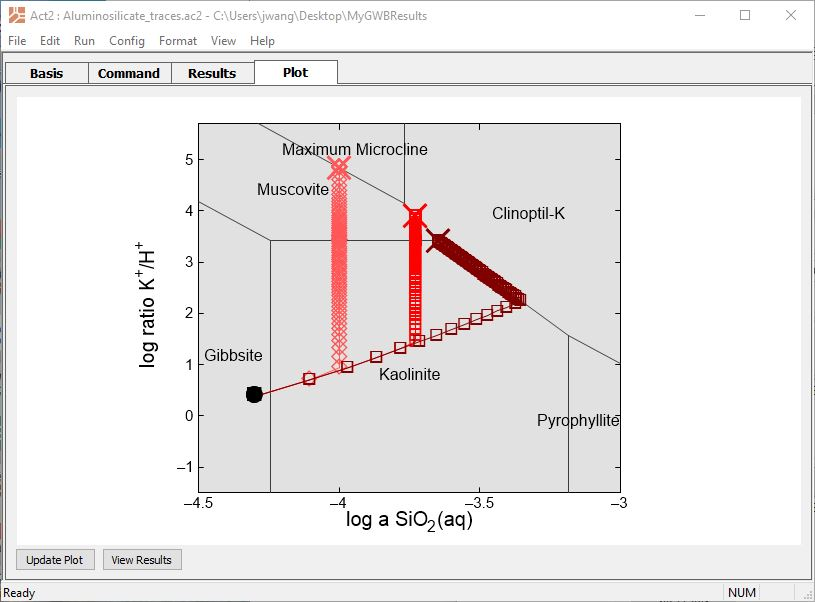 Act2 : Aluminosilicate_traces.ac2 - C:\Users\jwang\Desktop\MyGWBResults
File Edit Run Config Format View Help
Basis Command Results Plot
5
Maximum Microcline
Muscovite
4
Clinoptil-K
3
log ratio K⁺/H⁺
2
1
Gibbsite
Kaolinite
0
Pyrophyllite
–1
–4.5 –4 –3.5 –3
log a SiO₂(aq)
Update Plot View Results
Ready NUM